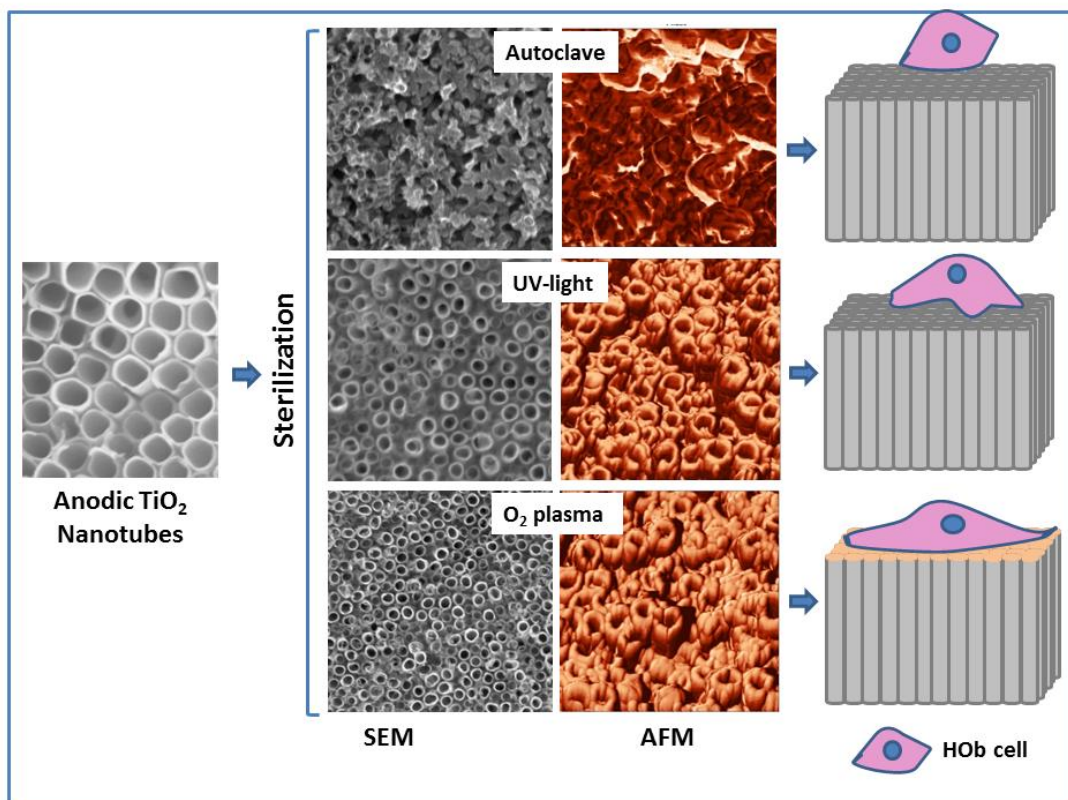 Autoclave
UV-light
Sterilization
Anodic TiO₂
Nanotubes
O₂ plasma
SEM
AFM
HOb cell